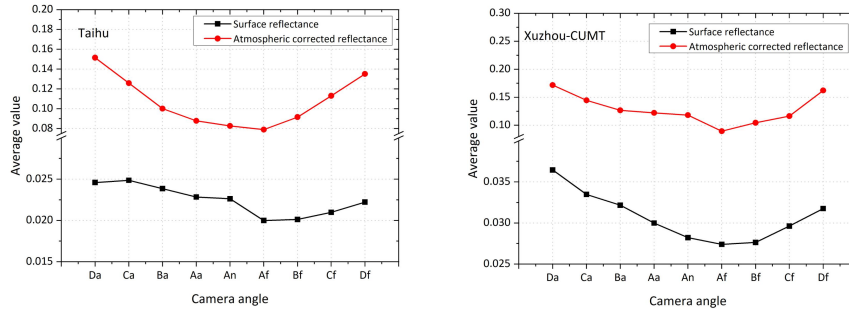 Taihu
Surface reflectance
Atmospheric corrected reflectance
Average value
0.20
0.18
0.16
0.14
0.12
0.10
0.08
0.025
0.020
0.015
Da Ca Ba Aa An Af Bf Cf Df
Camera angle
Xuzhou-CUMT
Surface reflectance
Atmospheric corrected reflectance
Average value
0.30
0.25
0.20
0.15
0.10
0.035
0.030
0.025
Da Ca Ba Aa An Af Bf Cf Df
Camera angle